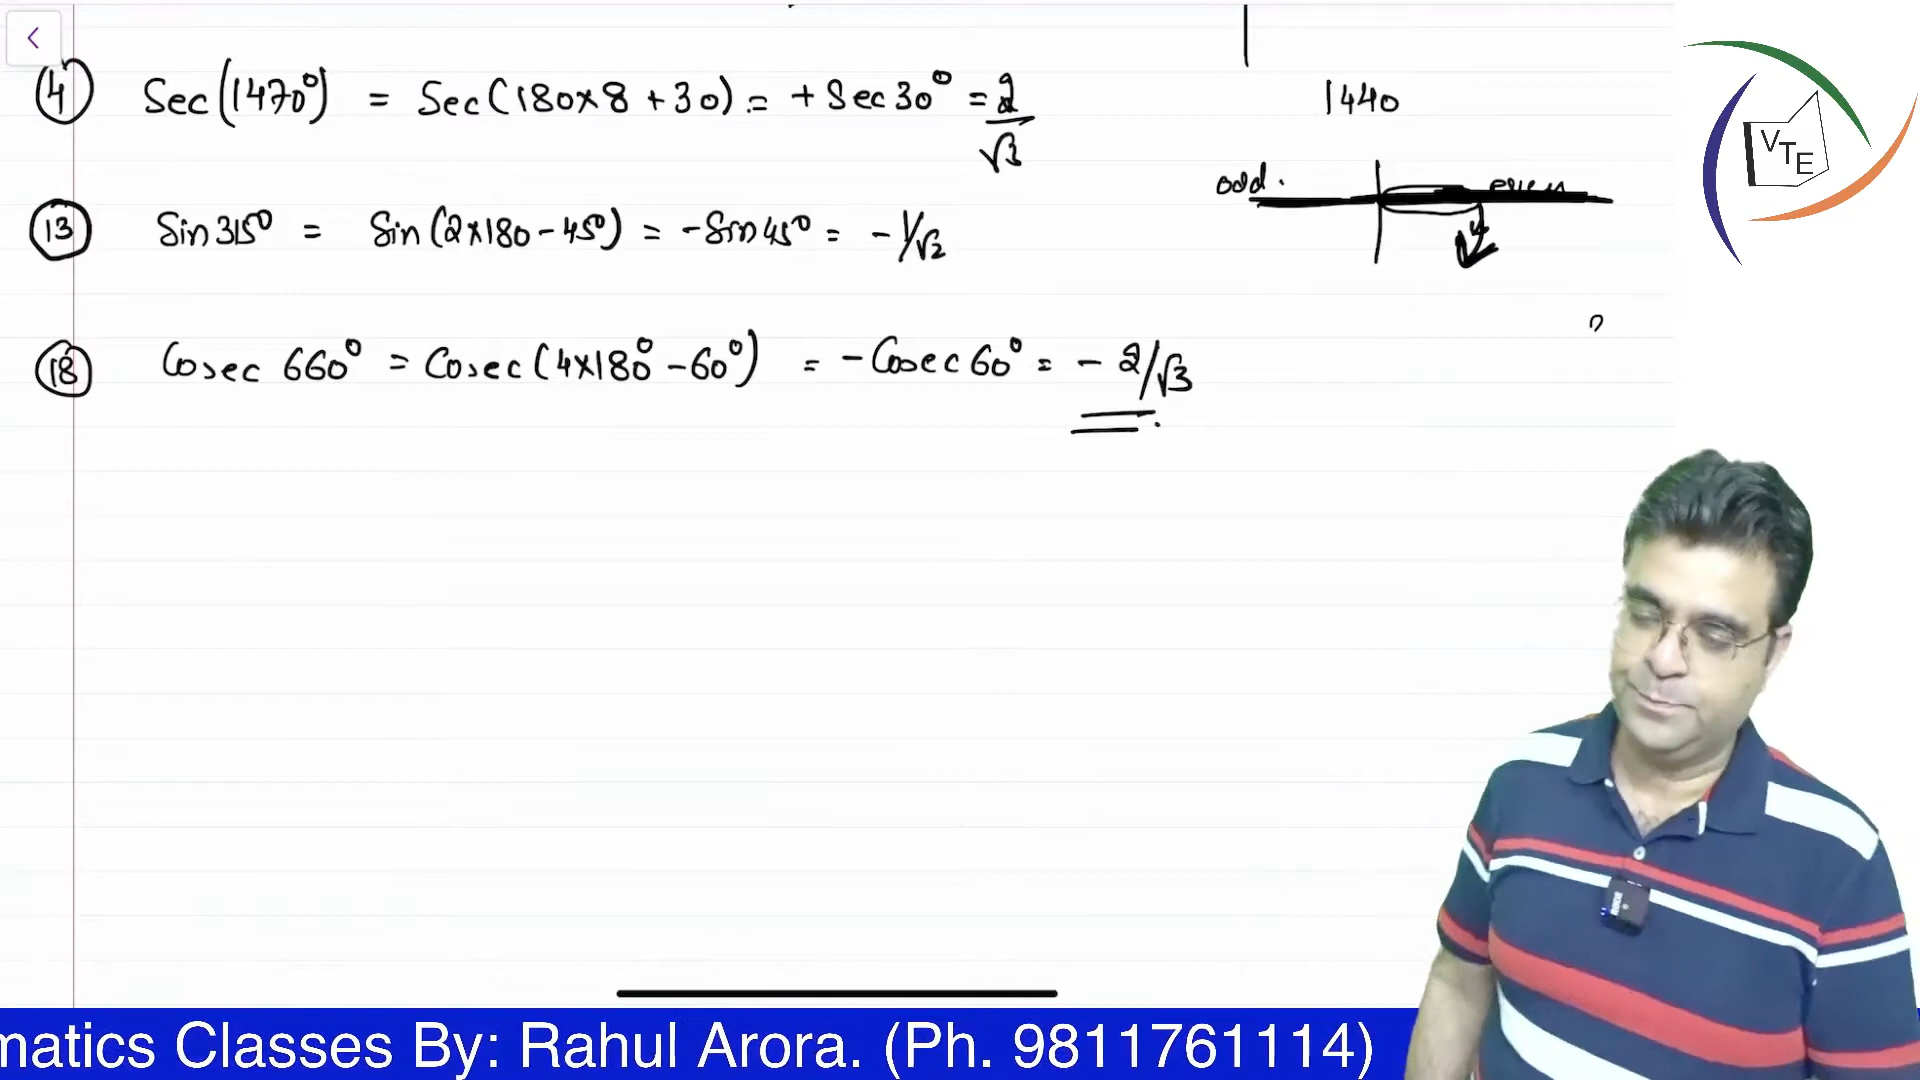 1440
④ Sec(1470°) = Sec(180×8 + 30) = + Sec 30° = 2/√3
odd. even
⑬ Sin 315° = Sin(2×180 - 45°) = - Sin 45° = - 1/√2
⑱ Cosec 660° = Cosec(4×180° - 60°) = - Cosec 60° = - 2/√3
VTE
matics Classes By: Rahul Arora. (Ph. 9811761114)